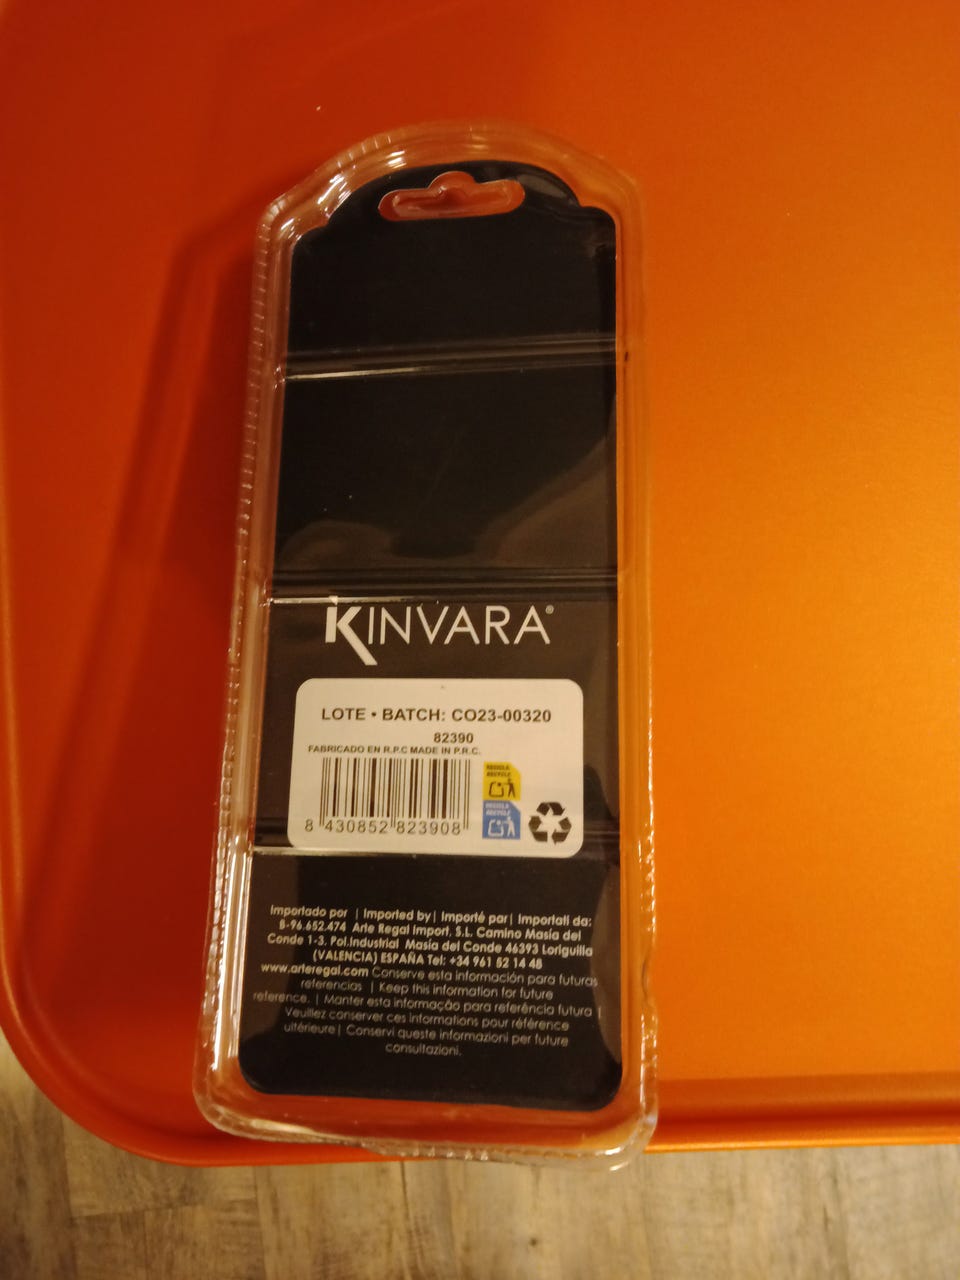 KINVARA®
LOTE • BATCH: CO23-00320
82390
FABRICADO EN R.P.C MADE IN P.R.C.
RECICLA
RECYCLE
RECICLA
RECYCLE
8 430852 823908
Importado por | Imported by| Importé par| Importati da:
B-96.652.474 Arte Regal Import, S.L. Camino Masía del
Conde 1-3, Pol.Industrial Masía del Conde 46393 Loriguilla
(VALENCIA) ESPAÑA Tel: +34 961 52 14 48
www.arteregal.com Conserve esta información para futuras
referencias | Keep this information for future
reference. | Manter esta informação para referência futura |
Veuillez conserver ces informations pour référence
ultérieure| Conservi queste informazioni per future
consultazioni.